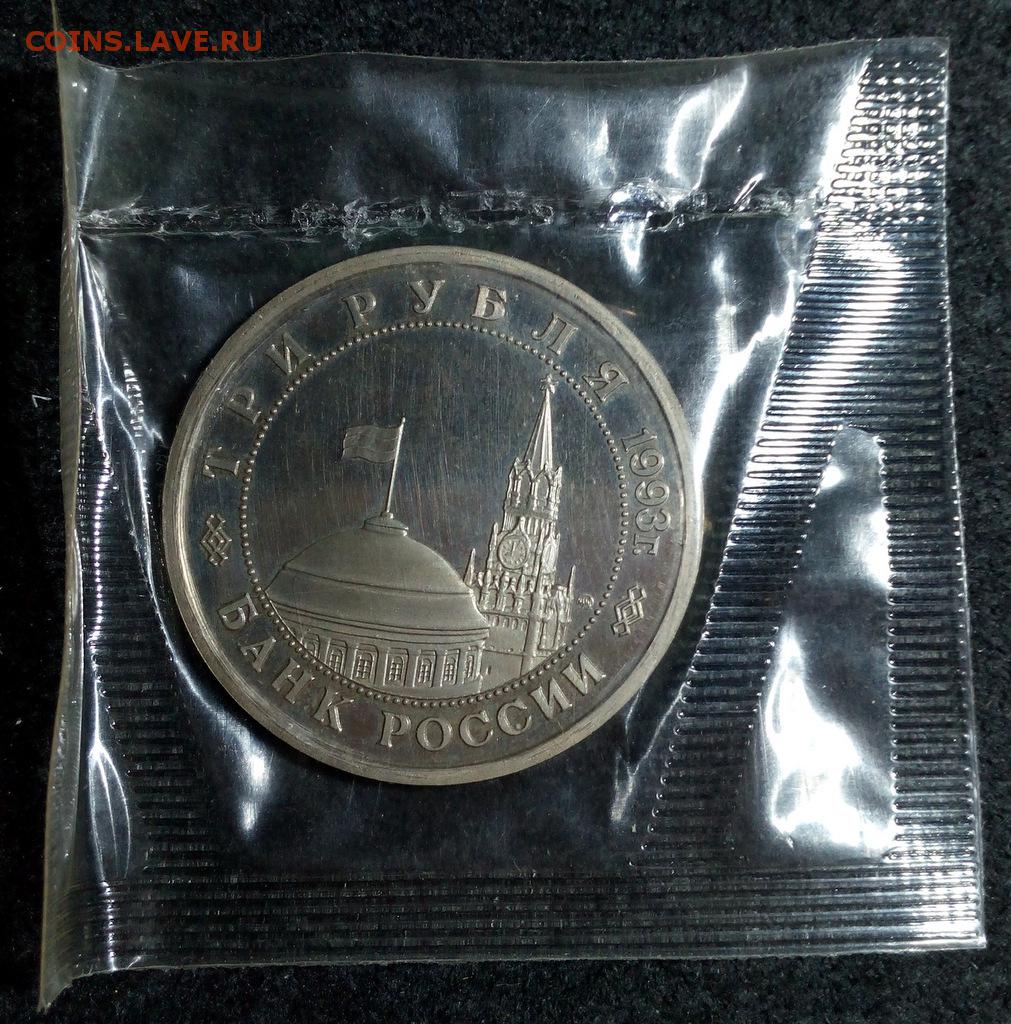 COINS.LAVE.RU
ТРИ РУБЛЯ 1993г.
БАНК РОССИИ